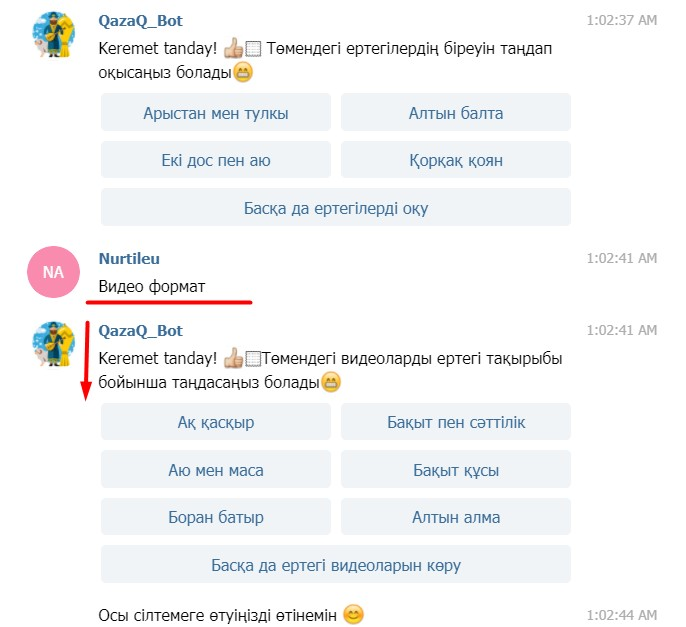 QazaQ_Bot 1:02:37 AM
Keremet tanday! 👍🏻 Төмендегі ертегілердің біреуін таңдап
оқысаңыз болады😁
Арыстан мен тулкы Алтын балта
Екі дос пен аю Қорқақ қоян
Басқа да ертегілерді оқу
NA Nurtileu 1:02:41 AM
Видео формат
QazaQ_Bot 1:02:41 AM
Keremet tanday! 👍🏻Төмендегі видеоларды ертегі тақырыбы
бойынша таңдасаңыз болады😁
Ақ қасқыр Бақыт пен сәттілік
Аю мен маса Бақыт құсы
Боран батыр Алтын алма
Басқа да ертегі видеоларын көру
Осы сілтемеге өтуіңізді өтінемін 😊 1:02:44 AM